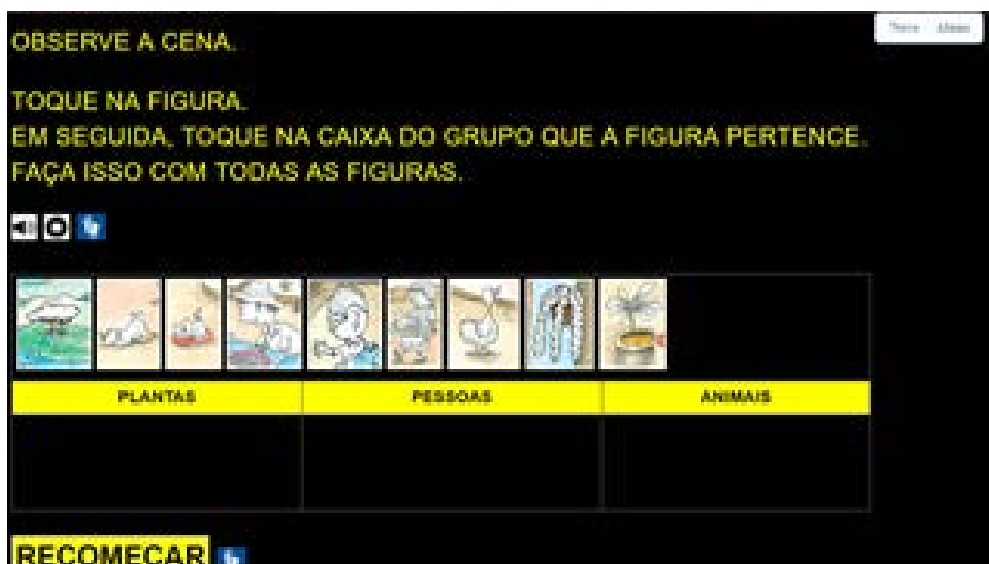 OBSERVE A CENA.
TOQUE NA FIGURA.
EM SEGUIDA, TOQUE NA CAIXA DO GRUPO QUE A FIGURA PERTENCE.
FAÇA ISSO COM TODAS AS FIGURAS.
PLANTAS PESSOAS ANIMAIS
RECOMEÇAR